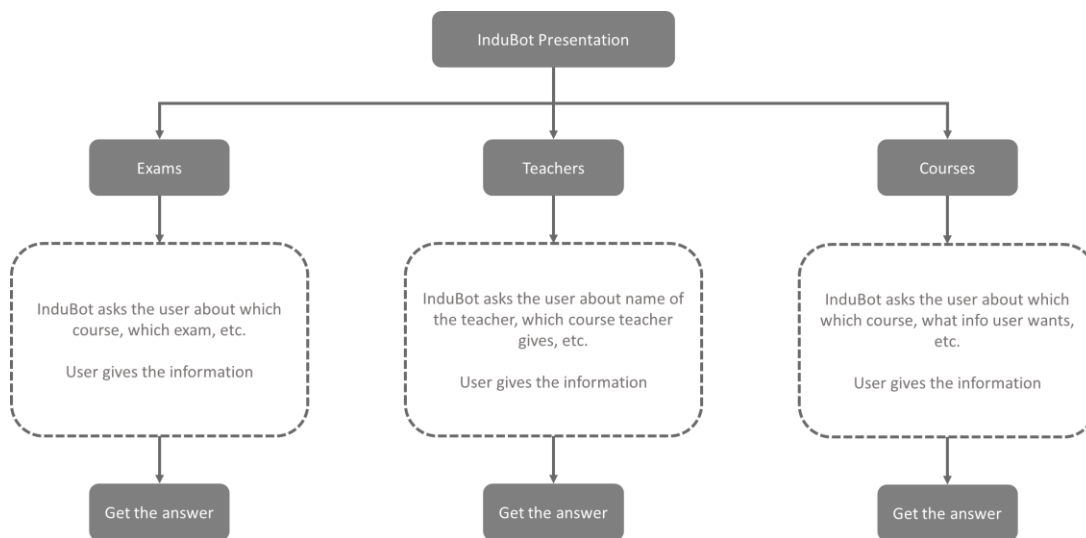 InduBot Presentation
Exams
Teachers
Courses
InduBot asks the user about which
course, which exam, etc.
User gives the information
InduBot asks the user about name of
the teacher, which course teacher
gives, etc.
User gives the information
InduBot asks the user about which
which course, what info user wants,
etc.
User gives the information
Get the answer
Get the answer
Get the answer